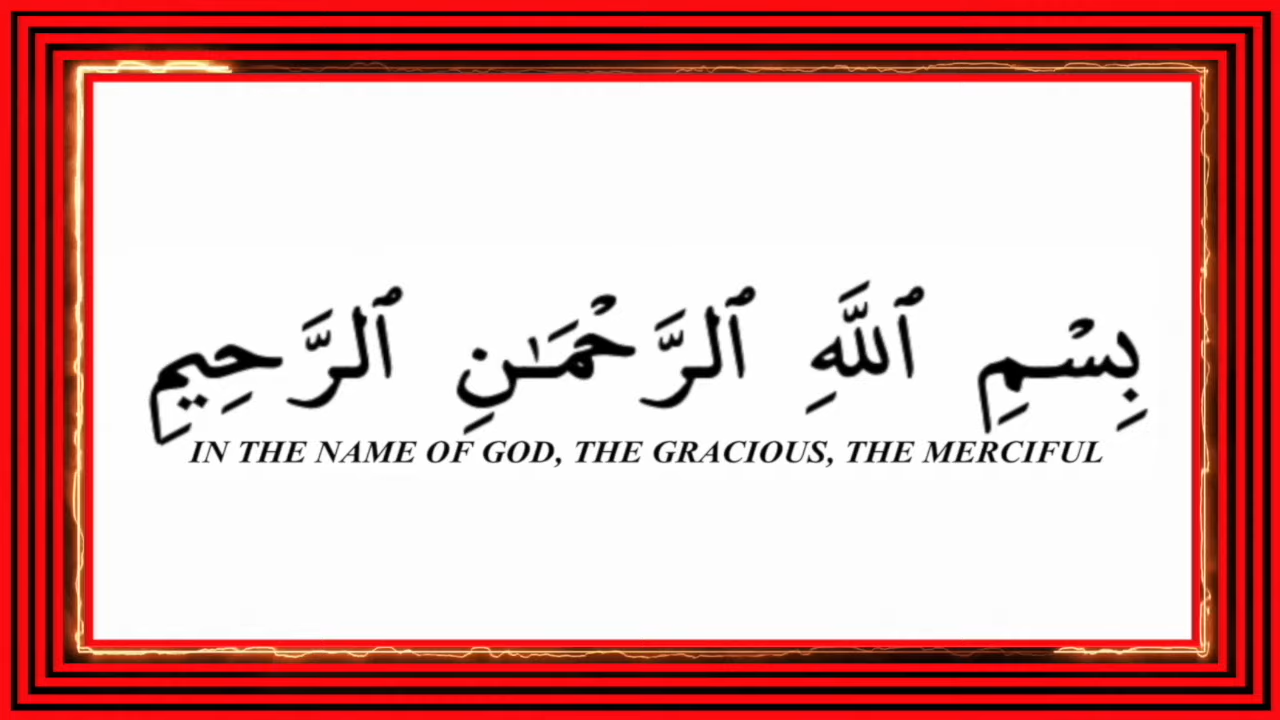 بِسْمِ ٱللَّهِ ٱلرَّحْمَـٰنِ ٱلرَّحِيمِ
IN THE NAME OF GOD, THE GRACIOUS, THE MERCIFUL